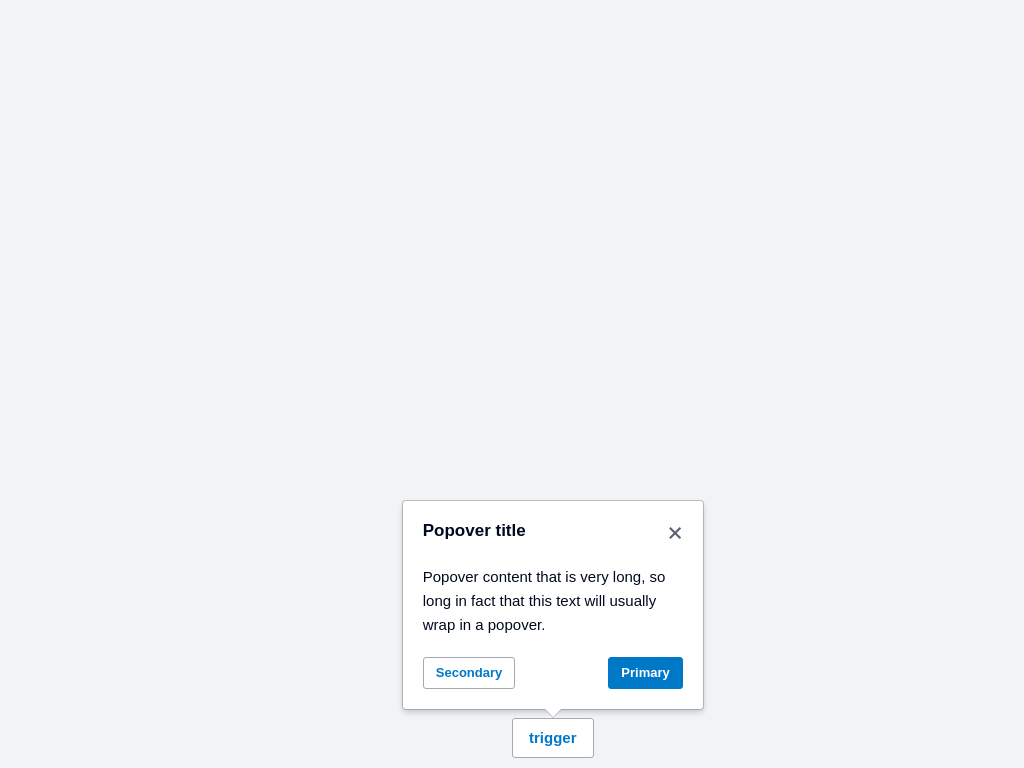 Popover title
Popover content that is very long, so
long in fact that this text will usually
wrap in a popover.
Secondary
Primary
trigger